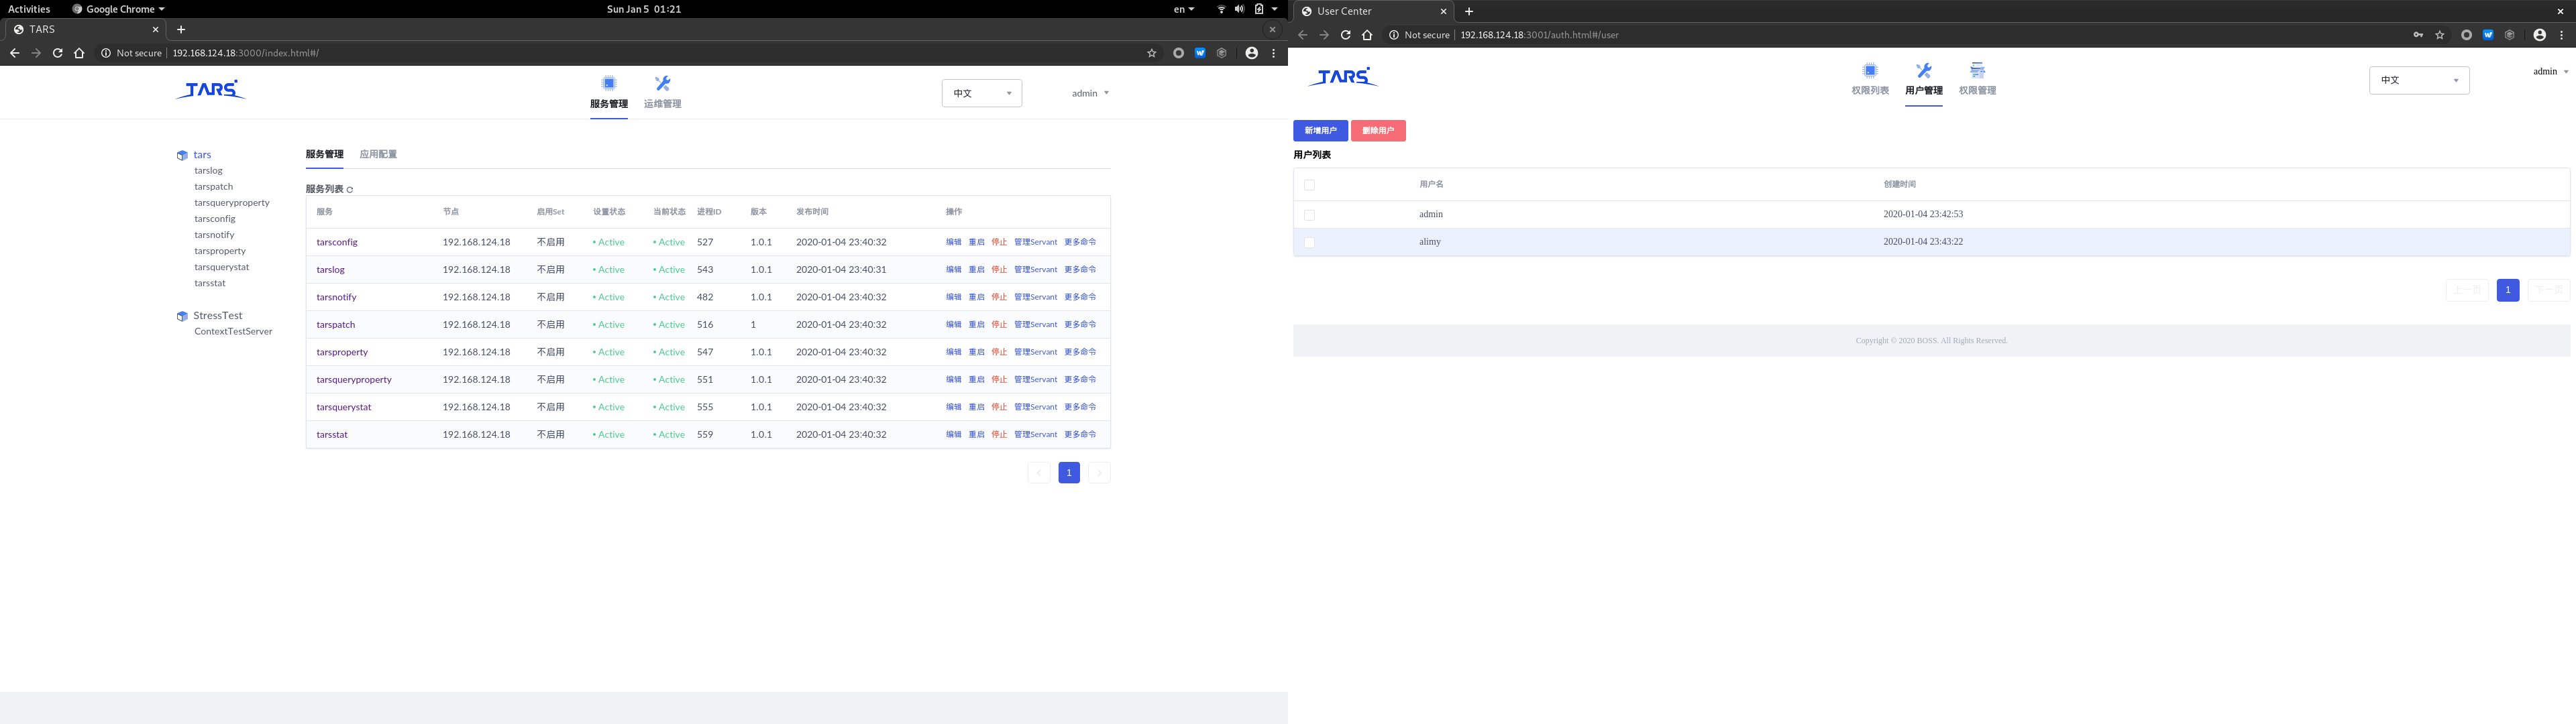 Activities Google Chrome Sun Jan 5 01:21 en
TARS
Not secure 192.168.124.18:3000/index.html#/
TARS
服务管理 运维管理
中文
admin
tars
tarslog
tarspatch
tarsqueryproperty
tarsconfig
tarsnotify
tarsproperty
tarsquerystat
tarsstat
StressTest
ContextTestServer
服务管理 应用配置
服务列表
服务 节点 启用Set 设置状态 当前状态 进程ID 版本 发布时间 操作
tarsconfig 192.168.124.18 不启用 Active Active 527 1.0.1 2020-01-04 23:40:32 编辑 重启 停止 管理Servant 更多命令
tarslog 192.168.124.18 不启用 Active Active 543 1.0.1 2020-01-04 23:40:31 编辑 重启 停止 管理Servant 更多命令
tarsnotify 192.168.124.18 不启用 Active Active 482 1.0.1 2020-01-04 23:40:32 编辑 重启 停止 管理Servant 更多命令
tarspatch 192.168.124.18 不启用 Active Active 516 1 2020-01-04 23:40:32 编辑 重启 停止 管理Servant 更多命令
tarsproperty 192.168.124.18 不启用 Active Active 547 1.0.1 2020-01-04 23:40:32 编辑 重启 停止 管理Servant 更多命令
tarsqueryproperty 192.168.124.18 不启用 Active Active 551 1.0.1 2020-01-04 23:40:32 编辑 重启 停止 管理Servant 更多命令
tarsquerystat 192.168.124.18 不启用 Active Active 555 1.0.1 2020-01-04 23:40:32 编辑 重启 停止 管理Servant 更多命令
tarsstat 192.168.124.18 不启用 Active Active 559 1.0.1 2020-01-04 23:40:32 编辑 重启 停止 管理Servant 更多命令
1
User Center
Not secure 192.168.124.18:3001/auth.html#/user
TARS
权限列表 用户管理 权限管理
中文
admin
新增用户 删除用户
用户列表
用户名 创建时间
admin 2020-01-04 23:42:53
alimy 2020-01-04 23:43:22
上一页 1 下一页
Copyright © 2020 BOSS. All Rights Reserved.